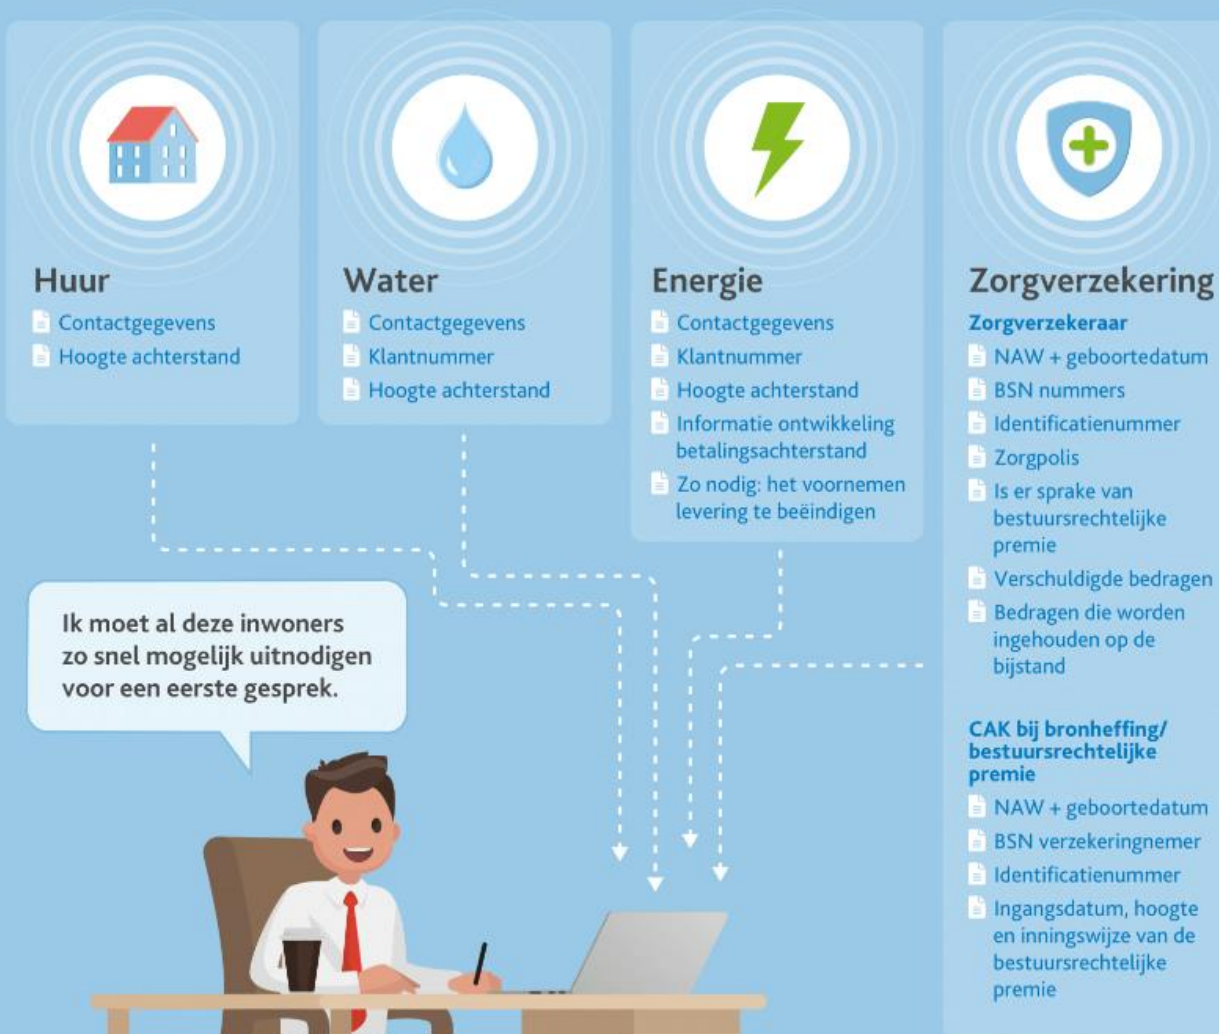 Huur
Contactgegevens
Hoogte achterstand
Water
Contactgegevens
Klantnummer
Hoogte achterstand
Energie
Contactgegevens
Klantnummer
Hoogte achterstand
Informatie ontwikkeling
betalingsachterstand
Zo nodig: het voornemen
levering te beëindigen
Zorgverzekering
Zorgverzekeraar
NAW + geboortedatum
BSN nummers
Identificatienummer
Zorgpolis
Is er sprake van
bestuursrechtelijke
premie
Verschuldigde bedragen
Bedragen die worden
ingehouden op de
bijstand
CAK bij bronheffing/
bestuursrechtelijke
premie
NAW + geboortedatum
BSN verzekeringnemer
Identificatienummer
Ingangsdatum, hoogte
en inningswijze van de
bestuursrechtelijke
premie
Ik moet al deze inwoners
zo snel mogelijk uitnodigen
voor een eerste gesprek.